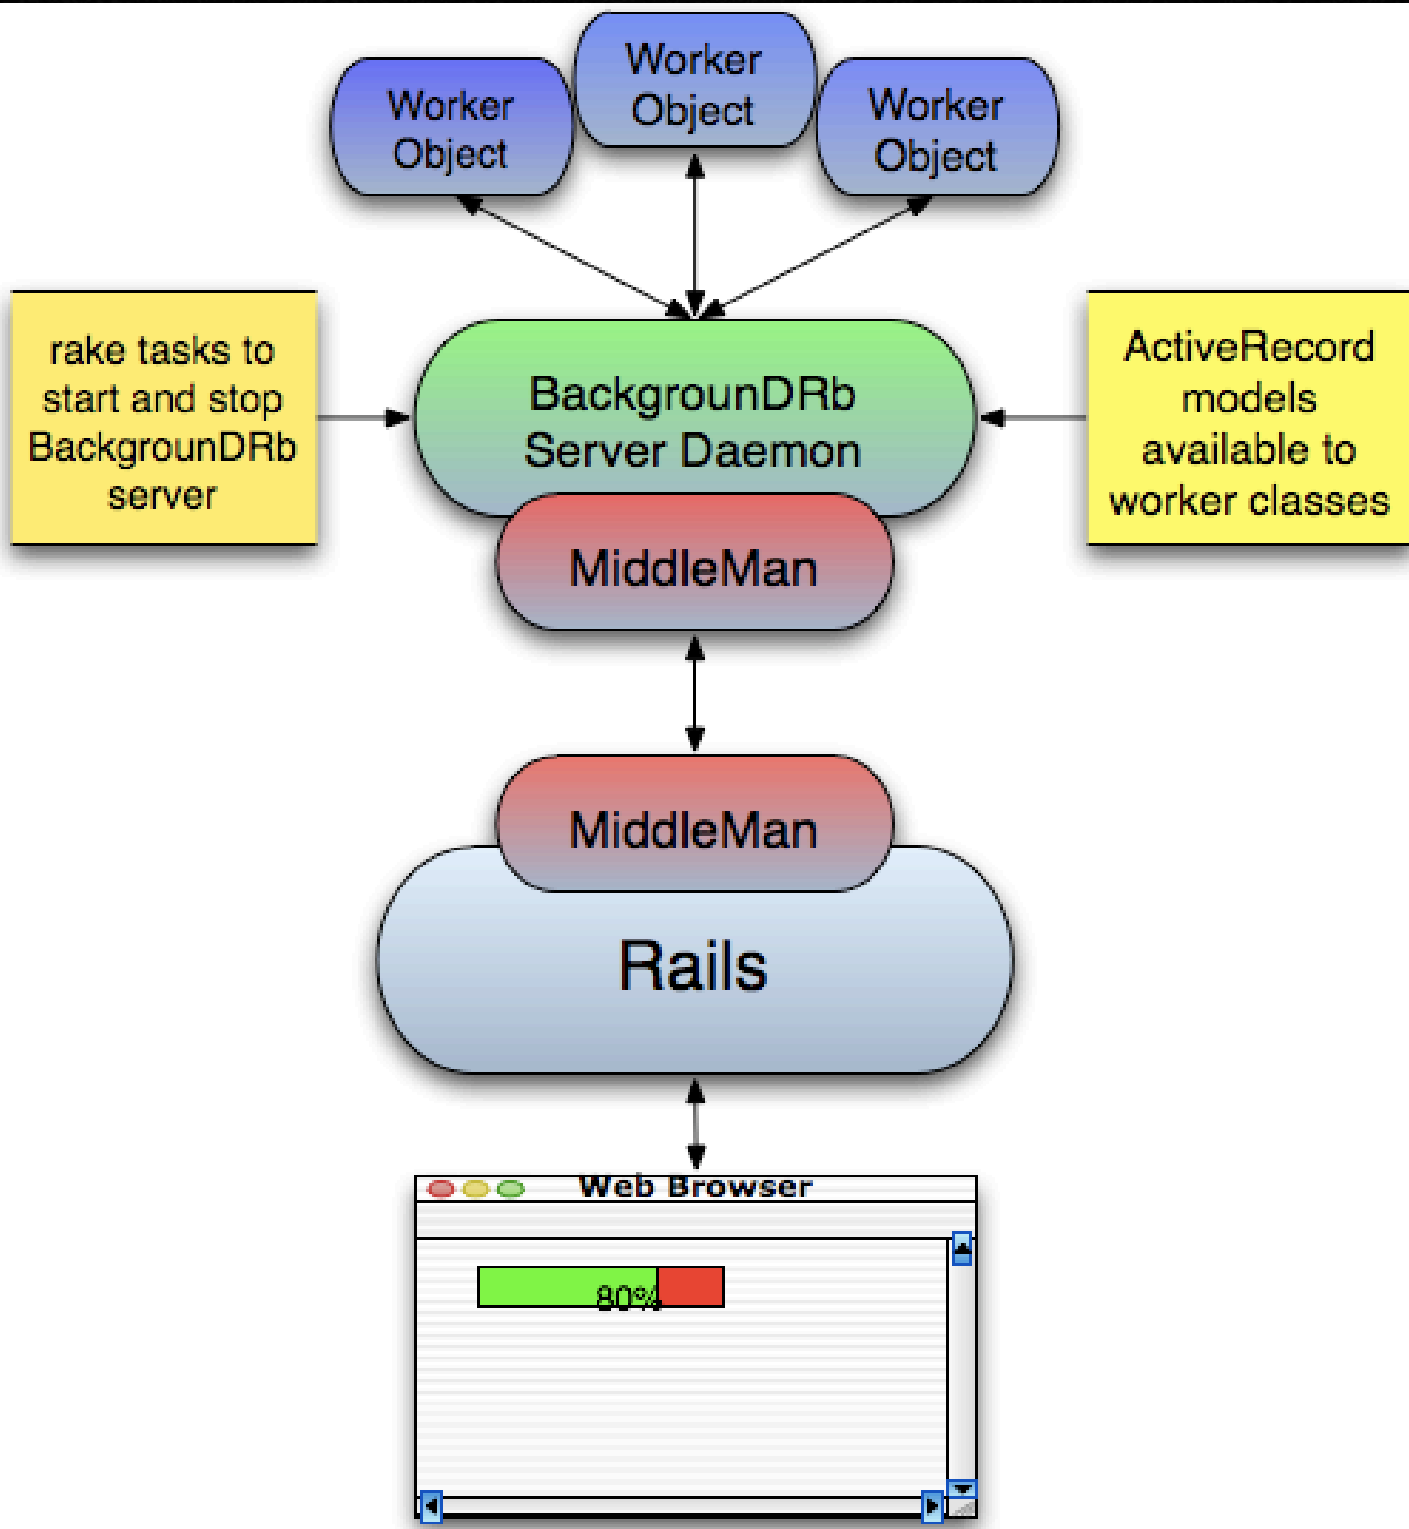 Worker
Object
Worker
Object
Worker
Object
rake tasks to
start and stop
BackgrounDRb
server
BackgrounDRb
Server Daemon
ActiveRecord
models
available to
worker classes
MiddleMan
MiddleMan
Rails
Web Browser
80%